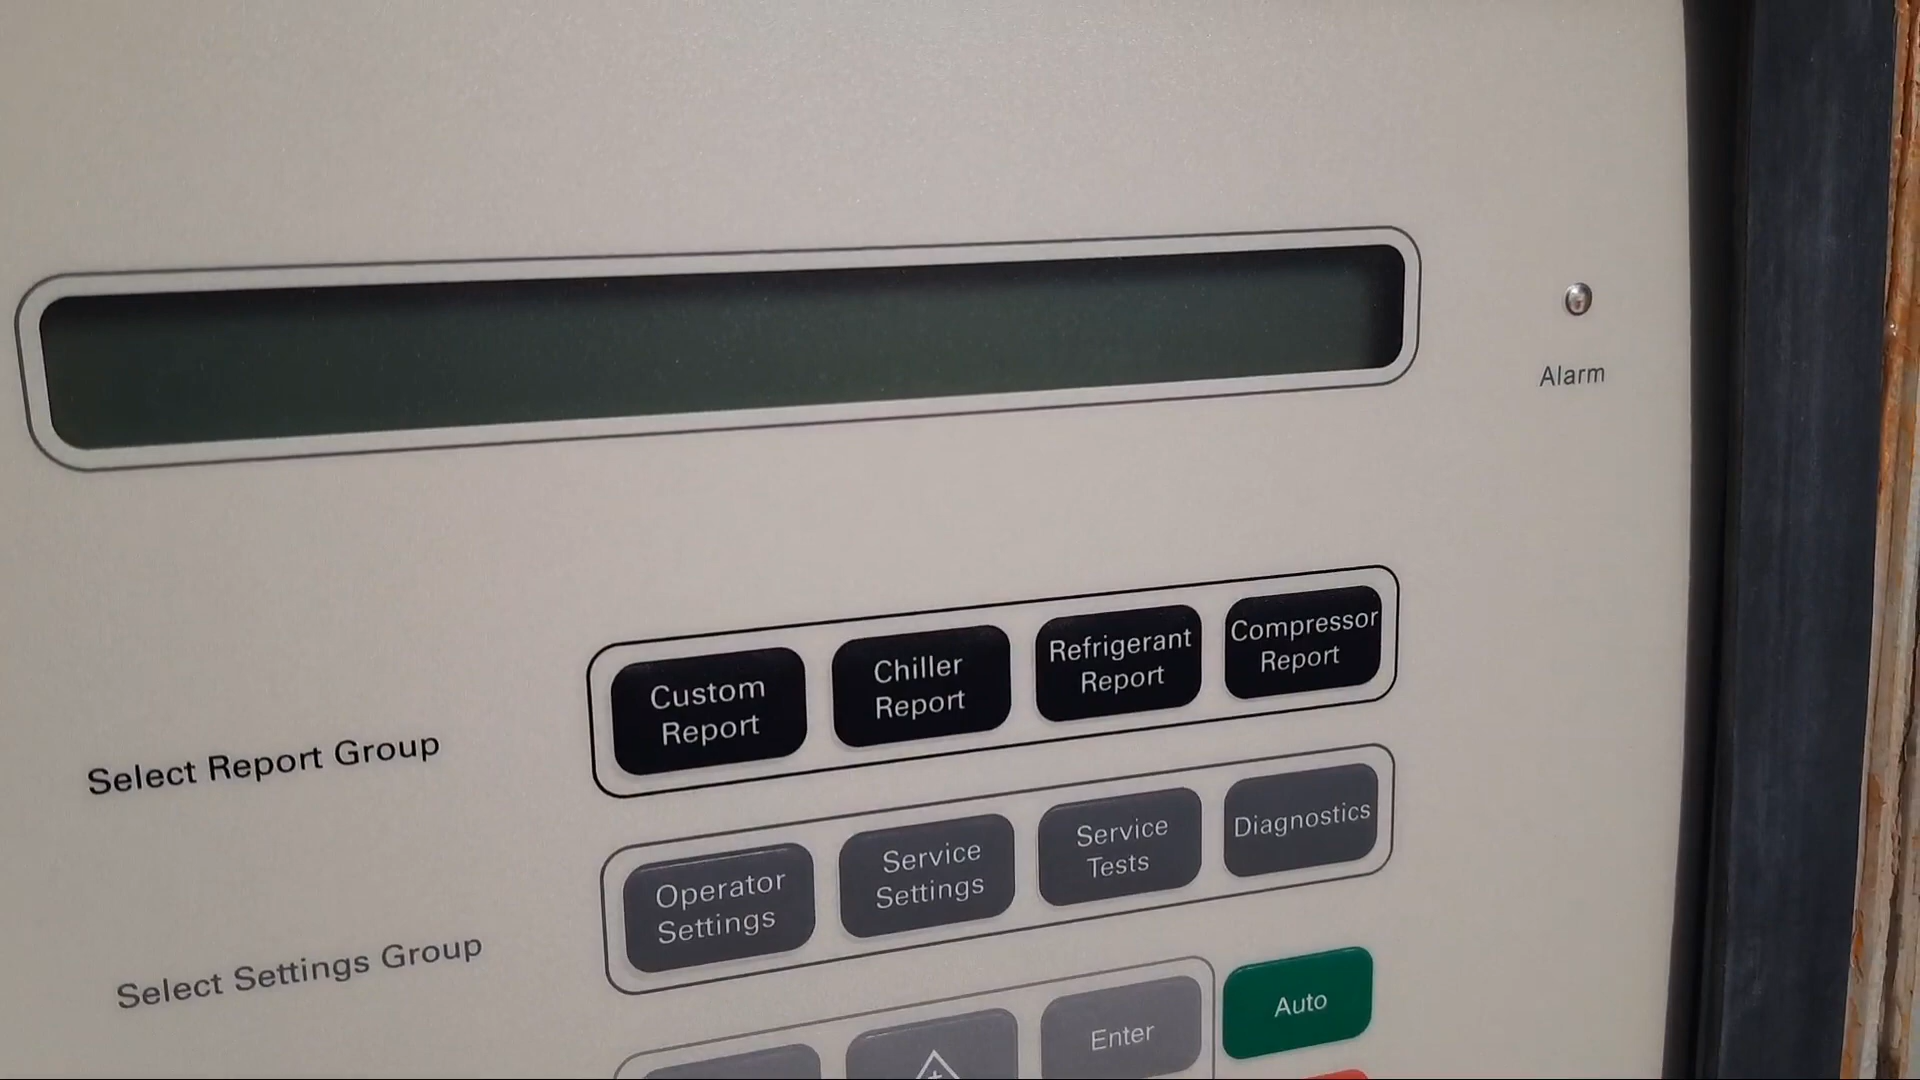 Alarm
Select Report Group
Custom
Report
Chiller
Report
Refrigerant
Report
Compressor
Report
Select Settings Group
Operator
Settings
Service
Settings
Service
Tests
Diagnostics
+
Enter
Auto